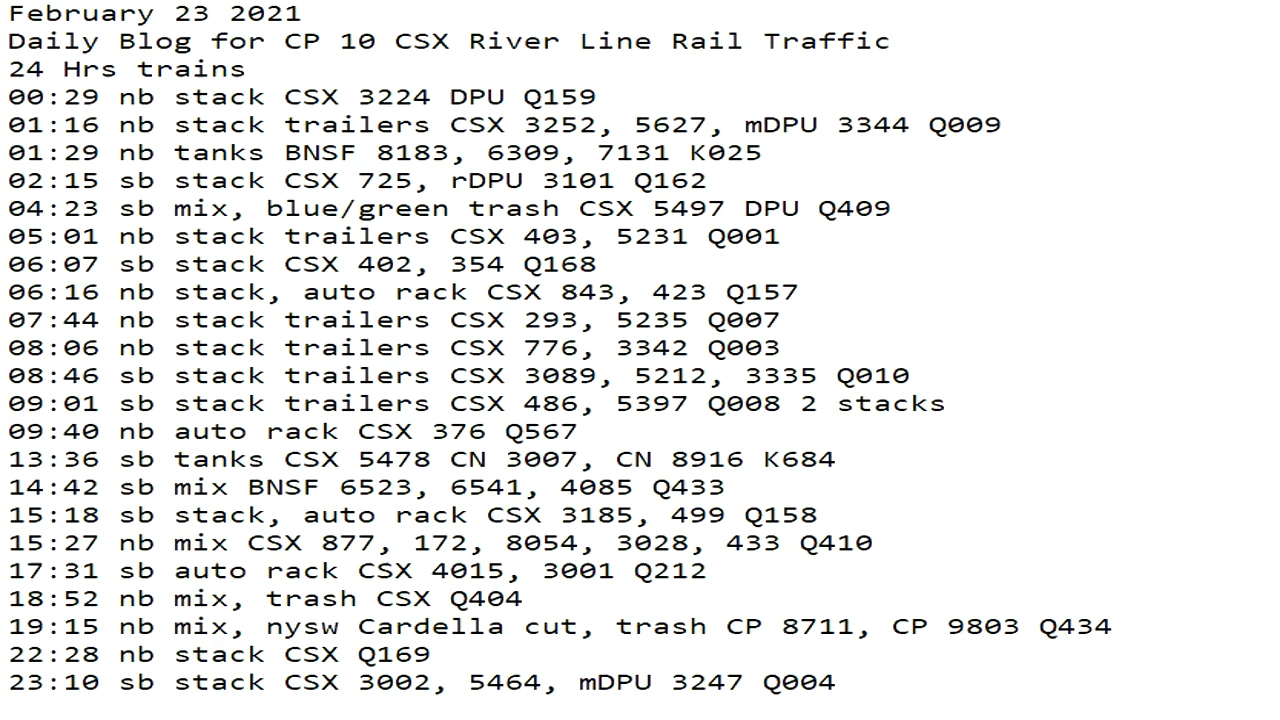 February 23 2021
Daily Blog for CP 10 CSX River Line Rail Traffic
24 Hrs trains
00:29 nb stack CSX 3224 DPU Q159
01:16 nb stack trailers CSX 3252, 5627, mDPU 3344 Q009
01:29 nb tanks BNSF 8183, 6309, 7131 K025
02:15 sb stack CSX 725, rDPU 3101 Q162
04:23 sb mix, blue/green trash CSX 5497 DPU Q409
05:01 nb stack trailers CSX 403, 5231 Q001
06:07 sb stack CSX 402, 354 Q168
06:16 nb stack, auto rack CSX 843, 423 Q157
07:44 nb stack trailers CSX 293, 5235 Q007
08:06 nb stack trailers CSX 776, 3342 Q003
08:46 sb stack trailers CSX 3089, 5212, 3335 Q010
09:01 sb stack trailers CSX 486, 5397 Q008 2 stacks
09:40 nb auto rack CSX 376 Q567
13:36 sb tanks CSX 5478 CN 3007, CN 8916 K684
14:42 sb mix BNSF 6523, 6541, 4085 Q433
15:18 sb stack, auto rack CSX 3185, 499 Q158
15:27 nb mix CSX 877, 172, 8054, 3028, 433 Q410
17:31 sb auto rack CSX 4015, 3001 Q212
18:52 nb mix, trash CSX Q404
19:15 nb mix, nysw Cardella cut, trash CP 8711, CP 9803 Q434
22:28 nb stack CSX Q169
23:10 sb stack CSX 3002, 5464, mDPU 3247 Q004